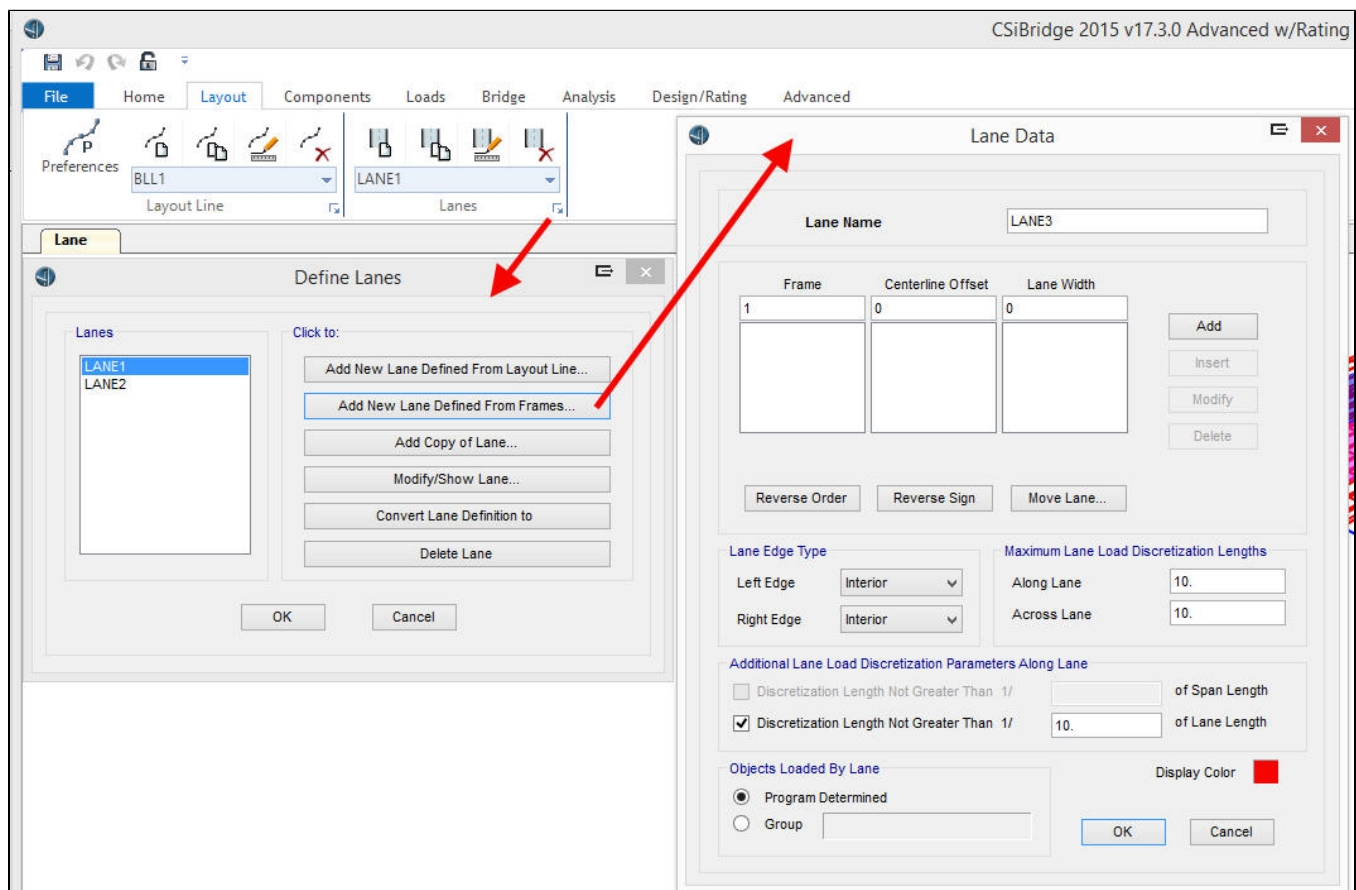 CSiBridge 2015 v17.3.0 Advanced w/Rating
File Home Layout Components Loads Bridge Analysis Design/Rating Advanced
P
Preferences
BLL1
LANE1
Layout Line
Lanes
Lane
Define Lanes
Lanes
LANE1
LANE2
Click to:
Add New Lane Defined From Layout Line...
Add New Lane Defined From Frames...
Add Copy of Lane...
Modify/Show Lane...
Convert Lane Definition to
Delete Lane
OK Cancel
Lane Data
Lane Name LANE3
Frame Centerline Offset Lane Width
1 0 0
Add
Insert
Modify
Delete
Reverse Order Reverse Sign Move Lane...
Lane Edge Type
Left Edge Interior
Right Edge Interior
Maximum Lane Load Discretization Lengths
Along Lane 10.
Across Lane 10.
Additional Lane Load Discretization Parameters Along Lane
Discretization Length Not Greater Than 1/ of Span Length
Discretization Length Not Greater Than 1/ 10. of Lane Length
Objects Loaded By Lane
Program Determined
Group
Display Color
OK Cancel